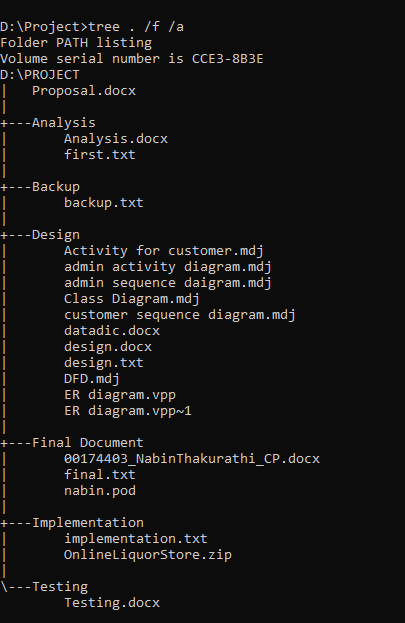 D:\Project>tree . /f /a
Folder PATH listing
Volume serial number is CCE3-8B3E
D:\PROJECT
|   Proposal.docx
|
+---Analysis
|       Analysis.docx
|       first.txt
|
+---Backup
|       backup.txt
|
+---Design
|       Activity for customer.mdj
|       admin activity diagram.mdj
|       admin sequence daigram.mdj
|       Class Diagram.mdj
|       customer sequence diagram.mdj
|       datadic.docx
|       design.docx
|       design.txt
|       DFD.mdj
|       ER diagram.vpp
|       ER diagram.vpp~1
|
+---Final Document
|       00174403_NabinThakurathi_CP.docx
|       final.txt
|       nabin.pod
|
+---Implementation
|       implementation.txt
|       OnlineLiquorStore.zip
|
\---Testing
        Testing.docx